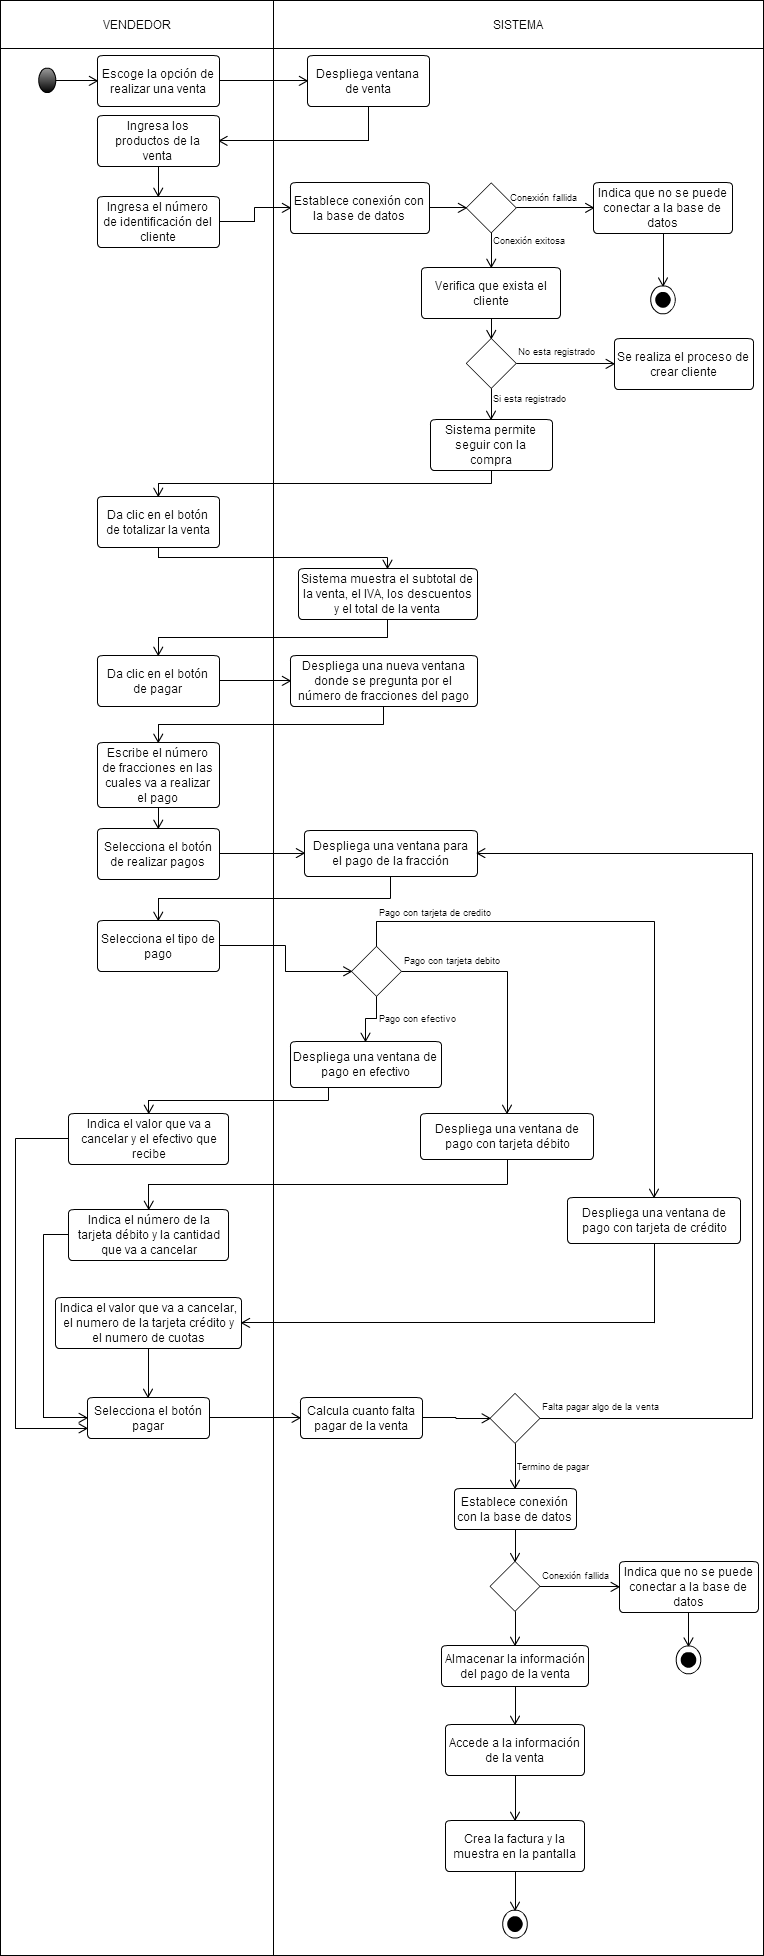 VENDEDOR
SISTEMA
Escoge la opción de
realizar una venta
Despliega ventana
de venta
Ingresa los
productos de la
venta
Ingresa el número
de identificación del
cliente
Establece conexión con
la base de datos
Conexión fallida
Indica que no se puede
conectar a la base de
datos
Conexión exitosa
Verifica que exista el
cliente
No esta registrado
Se realiza el proceso de
crear cliente
Si esta registrado
Sistema permite
seguir con la
compra
Da clic en el botón
de totalizar la venta
Sistema muestra el subtotal de
la venta, el IVA, los descuentos
y el total de la venta
Da clic en el botón
de pagar
Despliega una nueva ventana
donde se pregunta por el
número de fracciones del pago
Escribe el número
de fracciones en las
cuales va a realizar
el pago
Selecciona el botón
de realizar pagos
Despliega una ventana para
el pago de la fracción
Selecciona el tipo de
pago
Pago con tarjeta de credito
Pago con tarjeta debito
Pago con efectivo
Despliega una ventana de
pago en efectivo
Indica el valor que va a
cancelar y el efectivo que
recibe
Despliega una ventana de
pago con tarjeta débito
Indica el número de la
tarjeta débito y la cantidad
que va a cancelar
Despliega una ventana de
pago con tarjeta de crédito
Indica el valor que va a cancelar,
el numero de la tarjeta crédito y
el numero de cuotas
Selecciona el botón
pagar
Calcula cuanto falta
pagar de la venta
Falta pagar algo de la venta
Termino de pagar
Establece conexión
con la base de datos
Conexión fallida
Indica que no se puede
conectar a la base de
datos
Almacenar la información
del pago de la venta
Accede a la información
de la venta
Crea la factura y la
muestra en la pantalla